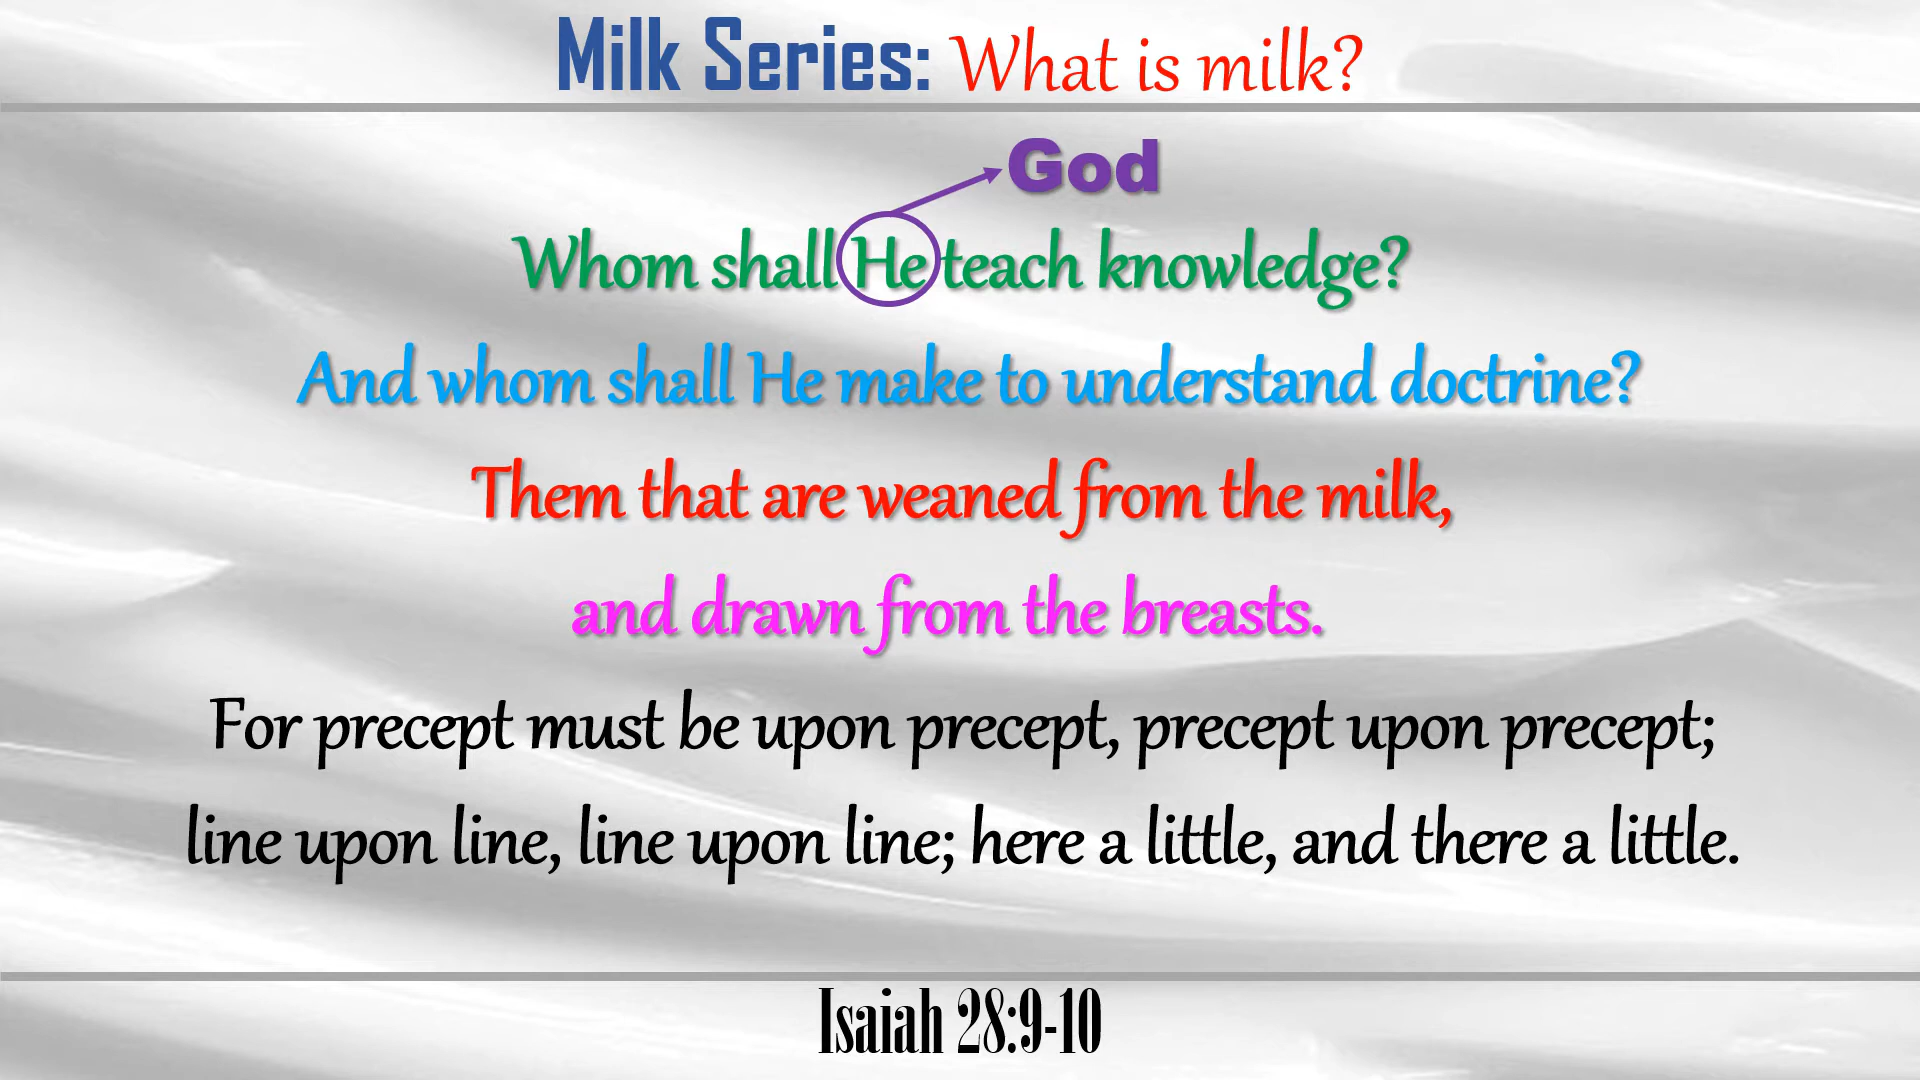 Milk Series: What is milk?
God
Whom shall He teach knowledge?
And whom shall He make to understand doctrine?
Them that are weaned from the milk,
and drawn from the breasts.
For precept must be upon precept, precept upon precept;
line upon line, line upon line; here a little, and there a little.
Isaiah 28:9-10